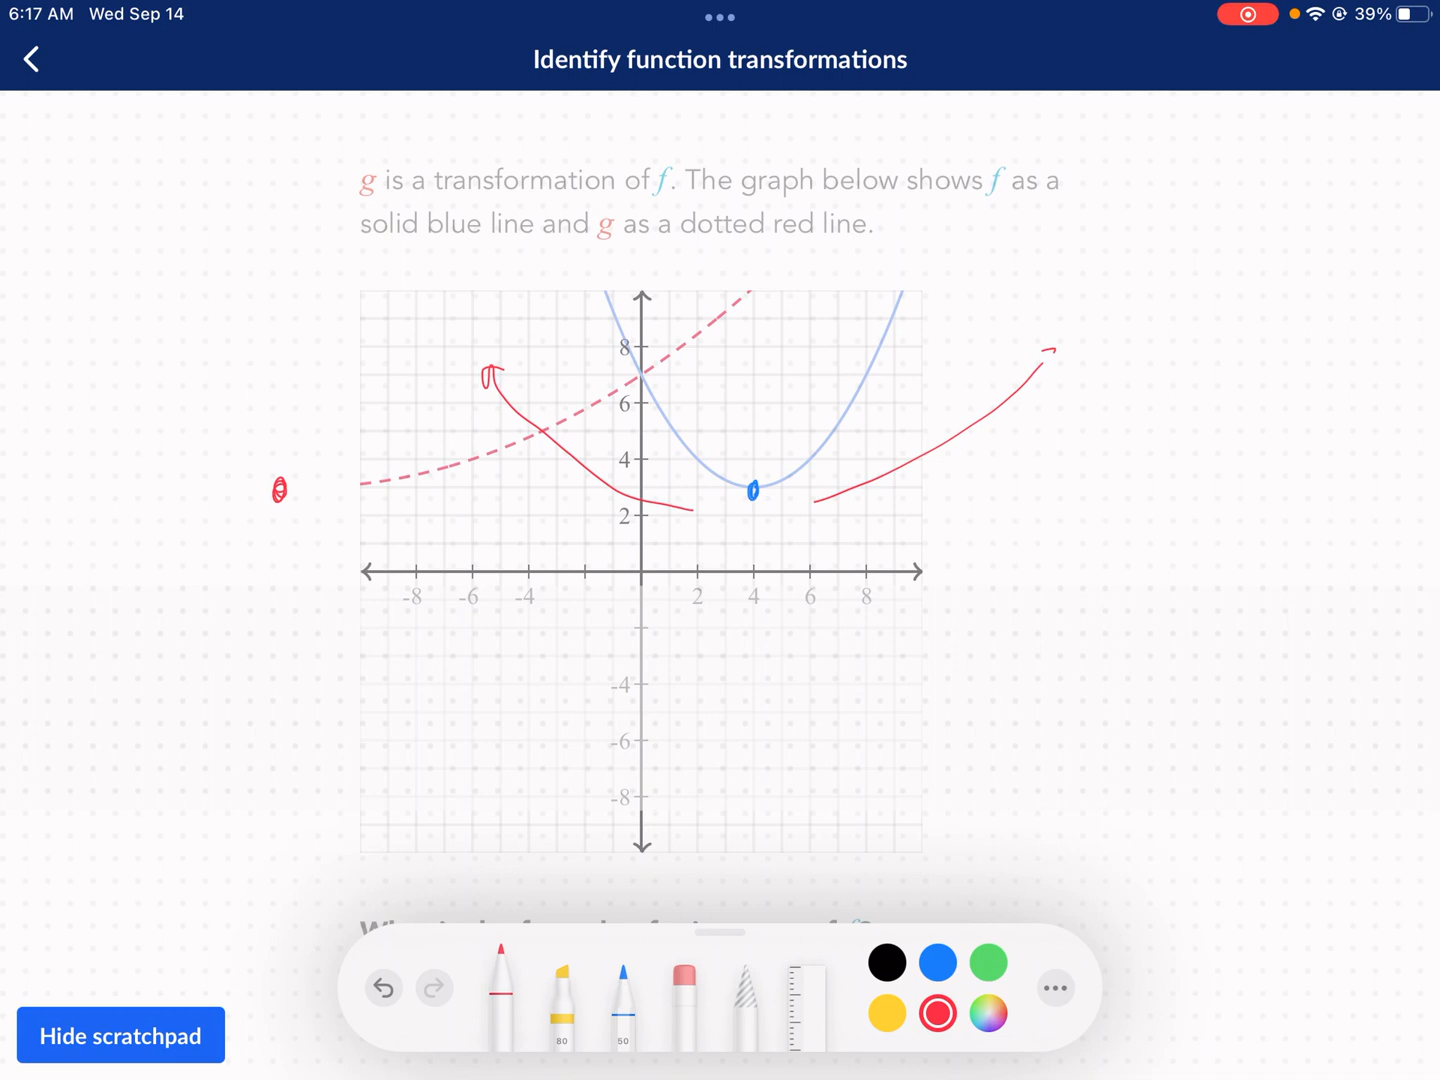 6:17 AM Wed Sep 14
39%
Identify function transformations
g is a transformation of f. The graph below shows f as a
solid blue line and g as a dotted red line.
8
6
4
2
-8 -6 -4 2 4 6 8
-4
-6
-8
80 50
Hide scratchpad